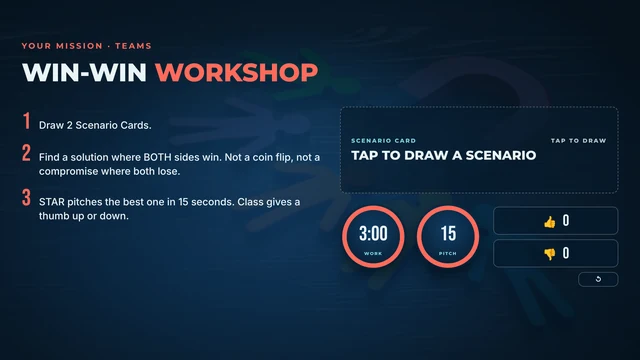 YOUR MISSION · TEAMS
WIN-WIN WORKSHOP
1 Draw 2 Scenario Cards.
2 Find a solution where BOTH sides win. Not a coin flip, not a
compromise where both lose.
3 STAR pitches the best one in 15 seconds. Class gives a
thumb up or down.
SCENARIO CARD TAP TO DRAW
TAP TO DRAW A SCENARIO
3:00
WORK
15
PITCH
👍 0
👎 0